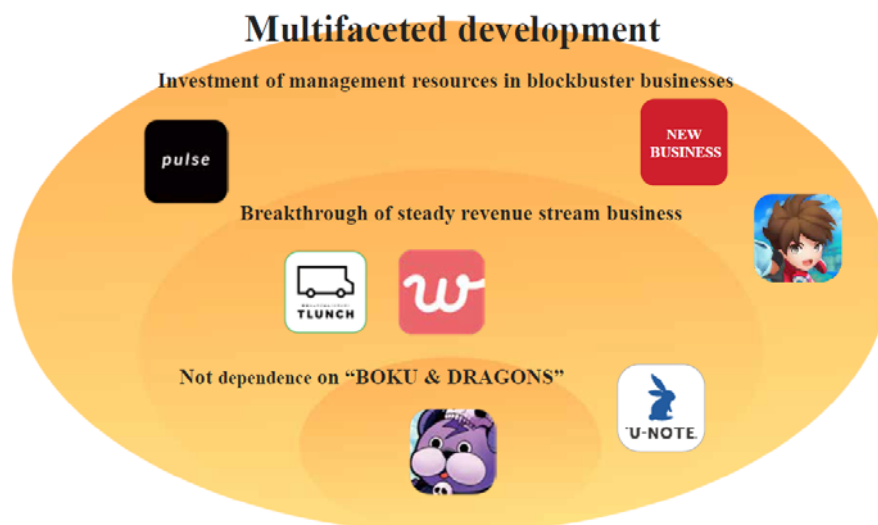 Multifaceted development
Investment of management resources in blockbuster businesses
pulse
NEW
BUSINESS
Breakthrough of steady revenue stream business
TLUNCH
w
Not dependence on “BOKU & DRAGONS”
U-NOTE.